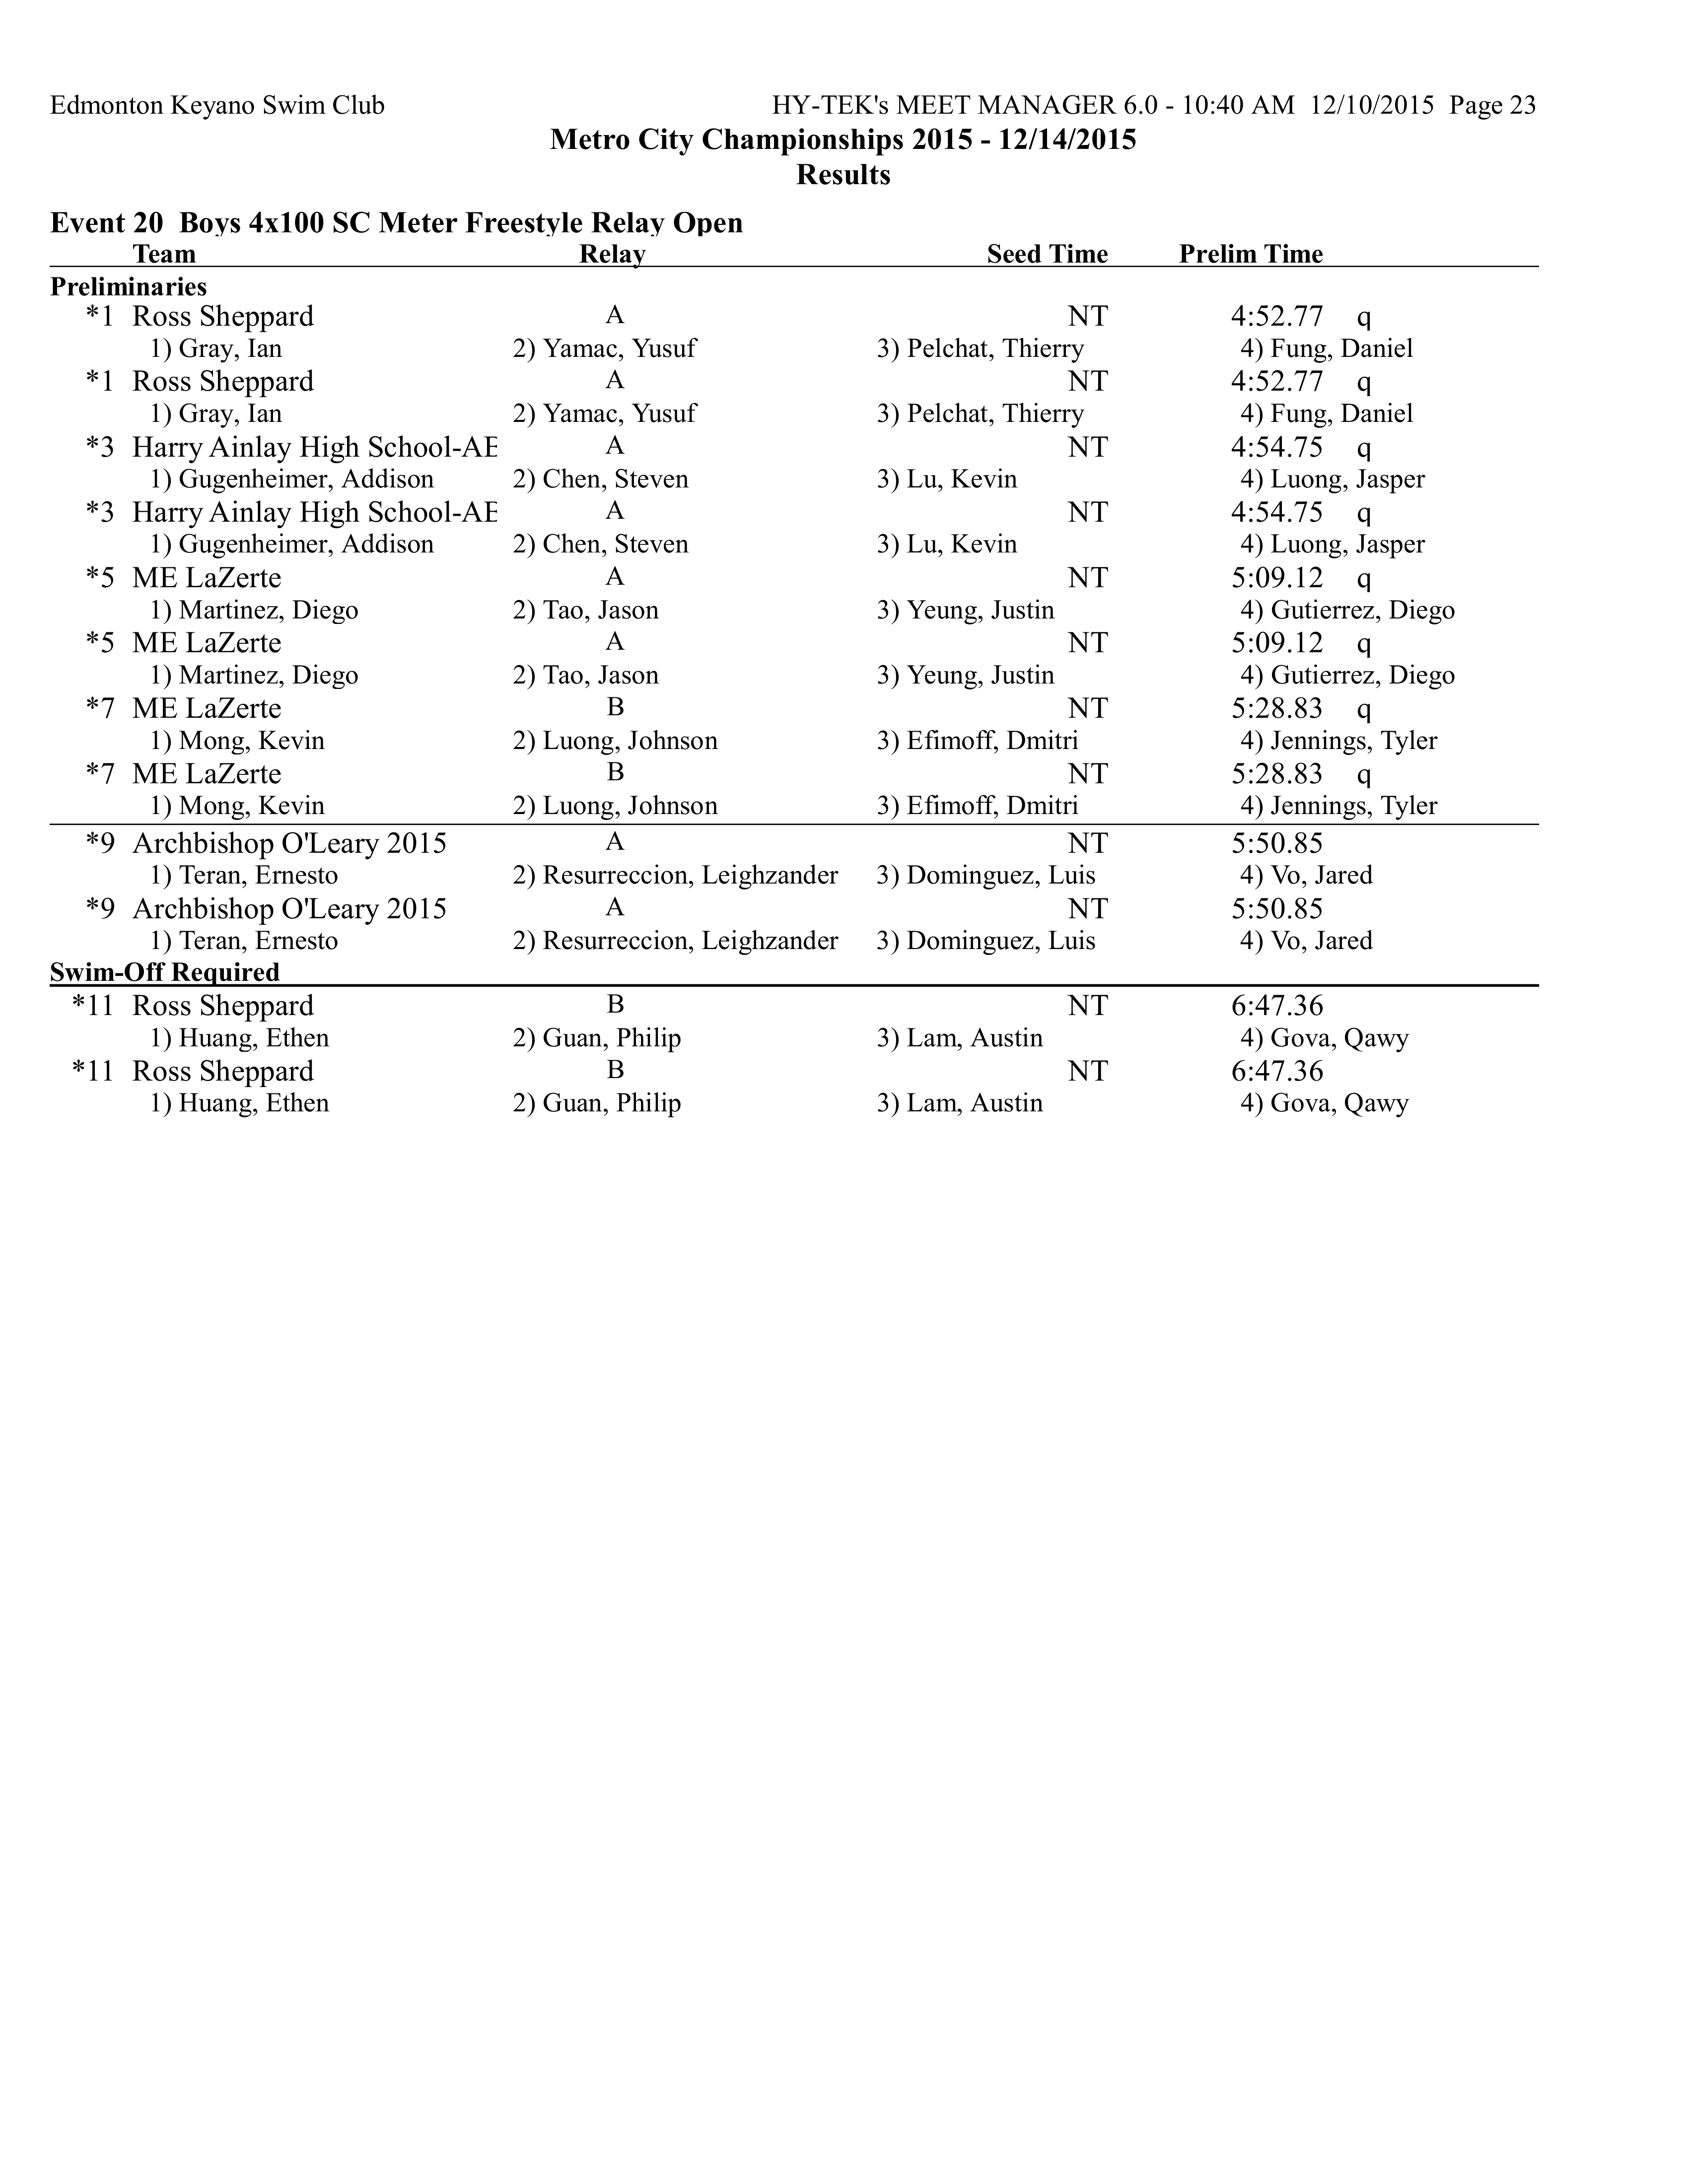 Edmonton Keyano Swim Club HY-TEK's MEET MANAGER 6.0 - 10:40 AM 12/10/2015 Page 23
Metro City Championships 2015 - 12/14/2015
Results
Event 20 Boys 4x100 SC Meter Freestyle Relay Open
Team Relay Seed Time Prelim Time
Preliminaries
*1 Ross Sheppard A NT 4:52.77 q
1) Gray, Ian 2) Yamac, Yusuf 3) Pelchat, Thierry 4) Fung, Daniel
*1 Ross Sheppard A NT 4:52.77 q
1) Gray, Ian 2) Yamac, Yusuf 3) Pelchat, Thierry 4) Fung, Daniel
*3 Harry Ainlay High School-AB A NT 4:54.75 q
1) Gugenheimer, Addison 2) Chen, Steven 3) Lu, Kevin 4) Luong, Jasper
*3 Harry Ainlay High School-AB A NT 4:54.75 q
1) Gugenheimer, Addison 2) Chen, Steven 3) Lu, Kevin 4) Luong, Jasper
*5 ME LaZerte A NT 5:09.12 q
1) Martinez, Diego 2) Tao, Jason 3) Yeung, Justin 4) Gutierrez, Diego
*5 ME LaZerte A NT 5:09.12 q
1) Martinez, Diego 2) Tao, Jason 3) Yeung, Justin 4) Gutierrez, Diego
*7 ME LaZerte B NT 5:28.83 q
1) Mong, Kevin 2) Luong, Johnson 3) Efimoff, Dmitri 4) Jennings, Tyler
*7 ME LaZerte B NT 5:28.83 q
1) Mong, Kevin 2) Luong, Johnson 3) Efimoff, Dmitri 4) Jennings, Tyler
*9 Archbishop O'Leary 2015 A NT 5:50.85
1) Teran, Ernesto 2) Resurreccion, Leighzander 3) Dominguez, Luis 4) Vo, Jared
*9 Archbishop O'Leary 2015 A NT 5:50.85
1) Teran, Ernesto 2) Resurreccion, Leighzander 3) Dominguez, Luis 4) Vo, Jared
Swim-Off Required
*11 Ross Sheppard B NT 6:47.36
1) Huang, Ethen 2) Guan, Philip 3) Lam, Austin 4) Gova, Qawy
*11 Ross Sheppard B NT 6:47.36
1) Huang, Ethen 2) Guan, Philip 3) Lam, Austin 4) Gova, Qawy